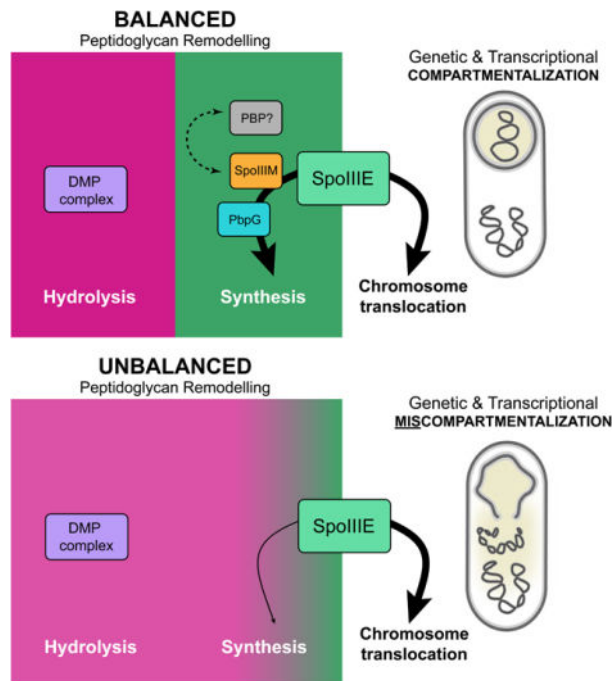 BALANCED
Peptidoglycan Remodelling
Genetic & Transcriptional
COMPARTMENTALIZATION
PBP?
SpoIIIM
SpoIIIE
DMP
complex
PbpG
Hydrolysis
Synthesis
Chromosome
translocation
UNBALANCED
Peptidoglycan Remodelling
Genetic & Transcriptional
MISCOMPARTMENTALIZATION
DMP
complex
SpoIIIE
Hydrolysis
Synthesis
Chromosome
translocation